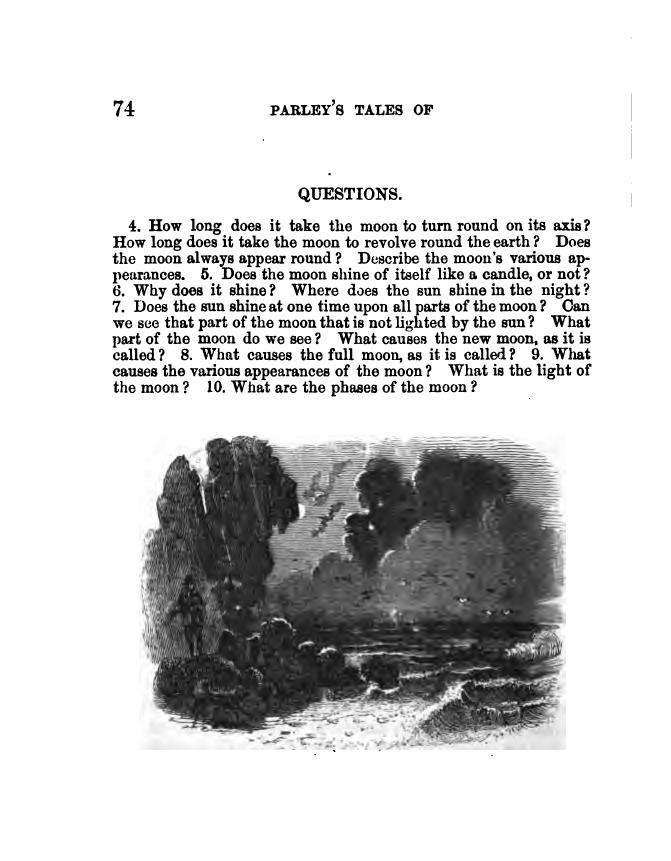 74 PARLEY'S TALES OF
QUESTIONS.
4. How long does it take the moon to turn round on its axis?
How long does it take the moon to revolve round the earth? Does
the moon always appear round? Describe the moon's various ap-
pearances. 5. Does the moon shine of itself like a candle, or not?
6. Why does it shine? Where does the sun shine in the night?
7. Does the sun shine at one time upon all parts of the moon? Can
we see that part of the moon that is not lighted by the sun? What
part of the moon do we see? What causes the new moon, as it is
called? 8. What causes the full moon, as it is called? 9. What
causes the various appearances of the moon? What is the light of
the moon? 10. What are the phases of the moon?